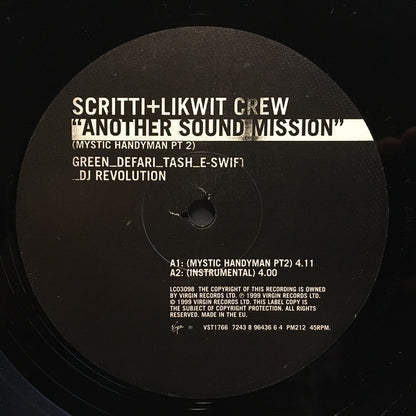 SCRITTI+LIKWIT CREW
"ANOTHER SOUND MISSION"
(MYSTIC HANDYMAN PT 2)
GREEN_DEFARI_TASH_E-SWIFT
_DJ REVOLUTION
A1: (MYSTIC HANDYMAN PT2) 4.11
A2: (INSTRUMENTAL) 4.00
LC03098 THE COPYRIGHT OF THIS RECORDING IS OWNED
BY VIRGIN RECORDS LTD. ℗ 1999 VIRGIN RECORDS LTD.
© 1999 VIRGIN RECORDS LTD. THIS LABEL COPY IS
THE SUBJECT OF COPYRIGHT PROTECTION. ALL RIGHTS
RESERVED. MADE IN THE EU.
Virgin VST1766 7243 8 96436 6 4 PM212 45RPM.